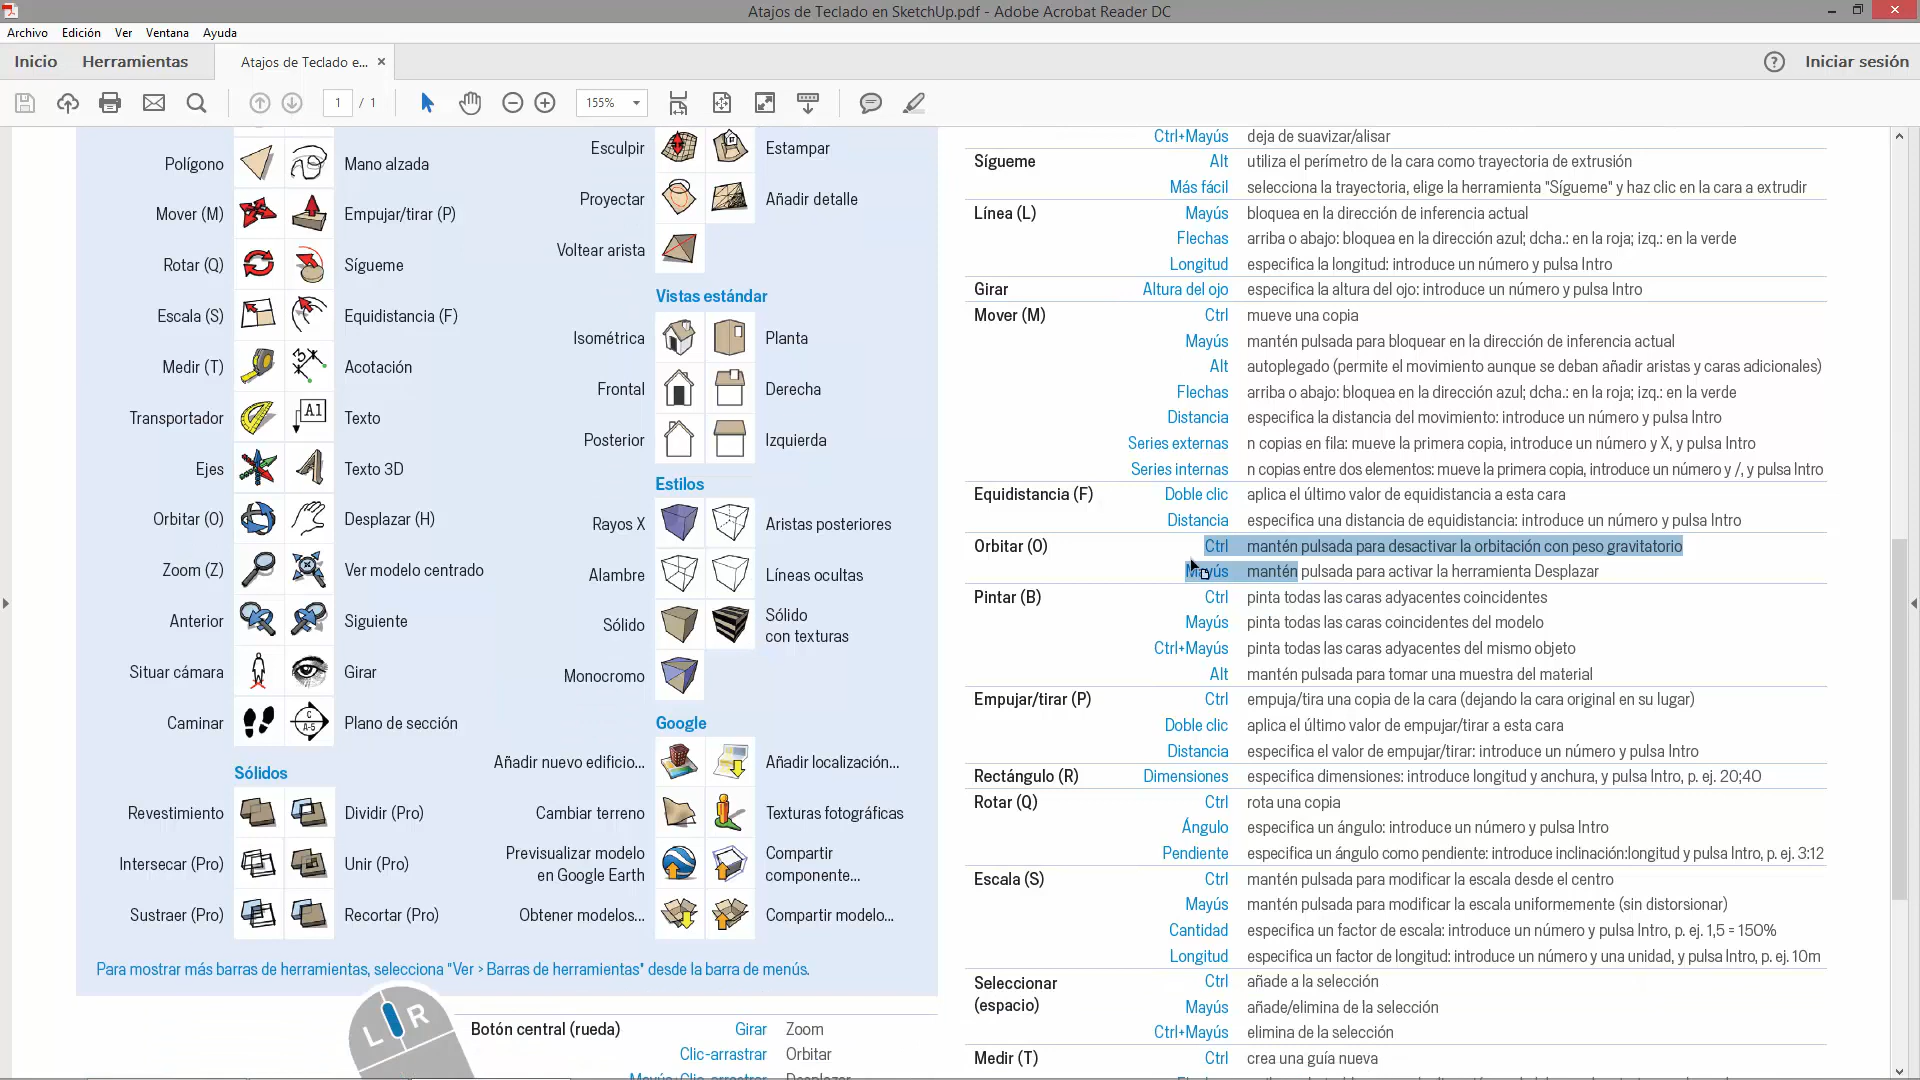 Atajos de Teclado en SketchUp.pdf - Adobe Acrobat Reader DC
Archivo Edición Ver Ventana Ayuda
Inicio Herramientas Atajos de Teclado e... × Iniciar sesión
1 / 1 155%
Polígono Mano alzada
Mover (M) Empujar/tirar (P)
Rotar (Q) Sígueme
Escala (S) Equidistancia (F)
Medir (T) Acotación
Transportador Texto
Ejes Texto 3D
Orbitar (O) Desplazar (H)
Zoom (Z) Ver modelo centrado
Anterior Siguiente
Situar cámara Girar
Caminar Plano de sección
Sólidos
Revestimiento Dividir (Pro)
Intersecar (Pro) Unir (Pro)
Sustraer (Pro) Recortar (Pro)
Esculpir Estampar
Proyectar Añadir detalle
Voltear arista
Vistas estándar
Isométrica Planta
Frontal Derecha
Posterior Izquierda
Estilos
Rayos X Aristas posteriores
Alambre Líneas ocultas
Sólido Sólido
con texturas
Monocromo
Google
Añadir nuevo edificio... Añadir localización...
Cambiar terreno Texturas fotográficas
Previsualizar modelo Compartir
en Google Earth componente...
Obtener modelos... Compartir modelo...
Para mostrar más barras de herramientas, selecciona "Ver > Barras de herramientas" desde la barra de menús.
L R
Botón central (rueda) Girar Zoom
Clic-arrastrar Orbitar
Mayús+Clic-arrastrar Desplazar
Ctrl+Mayús deja de suavizar/alisar
Sígueme Alt utiliza el perímetro de la cara como trayectoria de extrusión
Más fácil selecciona la trayectoria, elige la herramienta "Sígueme" y haz clic en la cara a extrudir
Línea (L) Mayús bloquea en la dirección de inferencia actual
Flechas arriba o abajo: bloquea en la dirección azul; dcha.: en la roja; izq.: en la verde
Longitud especifica la longitud: introduce un número y pulsa Intro
Girar Altura del ojo especifica la altura del ojo: introduce un número y pulsa Intro
Mover (M) Ctrl mueve una copia
Mayús mantén pulsada para bloquear en la dirección de inferencia actual
Alt autoplegado (permite el movimiento aunque se deban añadir aristas y caras adicionales)
Flechas arriba o abajo: bloquea en la dirección azul; dcha.: en la roja; izq.: en la verde
Distancia especifica la distancia del movimiento: introduce un número y pulsa Intro
Series externas n copias en fila: mueve la primera copia, introduce un número y X, y pulsa Intro
Series internas n copias entre dos elementos: mueve la primera copia, introduce un número y /, y pulsa Intro
Equidistancia (F) Doble clic aplica el último valor de equidistancia a esta cara
Distancia especifica una distancia de equidistancia: introduce un número y pulsa Intro
Orbitar (O) Ctrl mantén pulsada para desactivar la orbitación con peso gravitatorio
Mayús mantén pulsada para activar la herramienta Desplazar
Pintar (B) Ctrl pinta todas las caras adyacentes coincidentes
Mayús pinta todas las caras coincidentes del modelo
Ctrl+Mayús pinta todas las caras adyacentes del mismo objeto
Alt mantén pulsada para tomar una muestra del material
Empujar/tirar (P) Ctrl empuja/tira una copia de la cara (dejando la cara original en su lugar)
Doble clic aplica el último valor de empujar/tirar a esta cara
Distancia especifica el valor de empujar/tirar: introduce un número y pulsa Intro
Rectángulo (R) Dimensiones especifica dimensiones: introduce longitud y anchura, y pulsa Intro, p. ej. 20;40
Rotar (Q) Ctrl rota una copia
Ángulo especifica un ángulo: introduce un número y pulsa Intro
Pendiente especifica un ángulo como pendiente: introduce inclinación:longitud y pulsa Intro, p. ej. 3:12
Escala (S) Ctrl mantén pulsada para modificar la escala desde el centro
Mayús mantén pulsada para modificar la escala uniformemente (sin distorsionar)
Cantidad especifica un factor de escala: introduce un número y pulsa Intro, p. ej. 1,5 = 150%
Longitud especifica un factor de longitud: introduce un número y una unidad, y pulsa Intro, p. ej. 10m
Seleccionar Ctrl añade a la selección
(espacio) Mayús añade/elimina de la selección
Ctrl+Mayús elimina de la selección
Medir (T) Ctrl crea una guía nueva